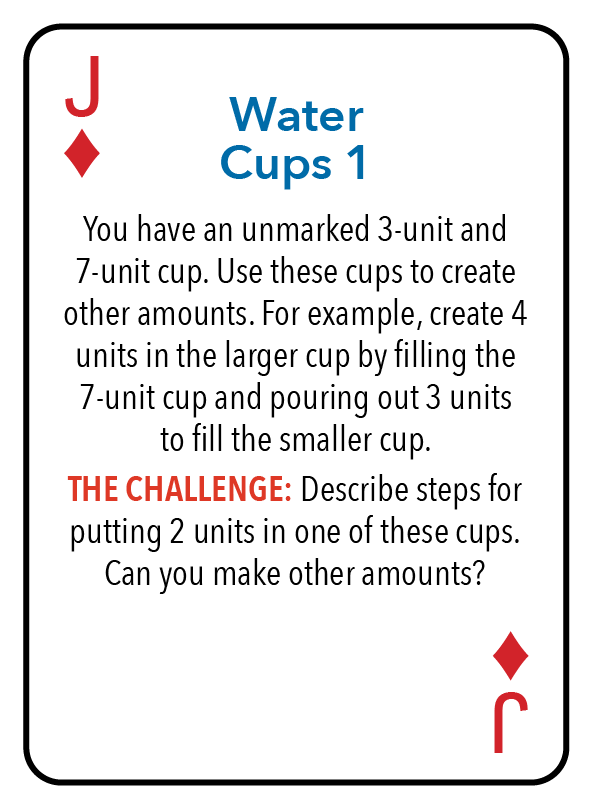 J
Water
Cups 1
You have an unmarked 3-unit and
7-unit cup. Use these cups to create
other amounts. For example, create 4
units in the larger cup by filling the
7-unit cup and pouring out 3 units
to fill the smaller cup.
THE CHALLENGE: Describe steps for
putting 2 units in one of these cups.
Can you make other amounts?
J